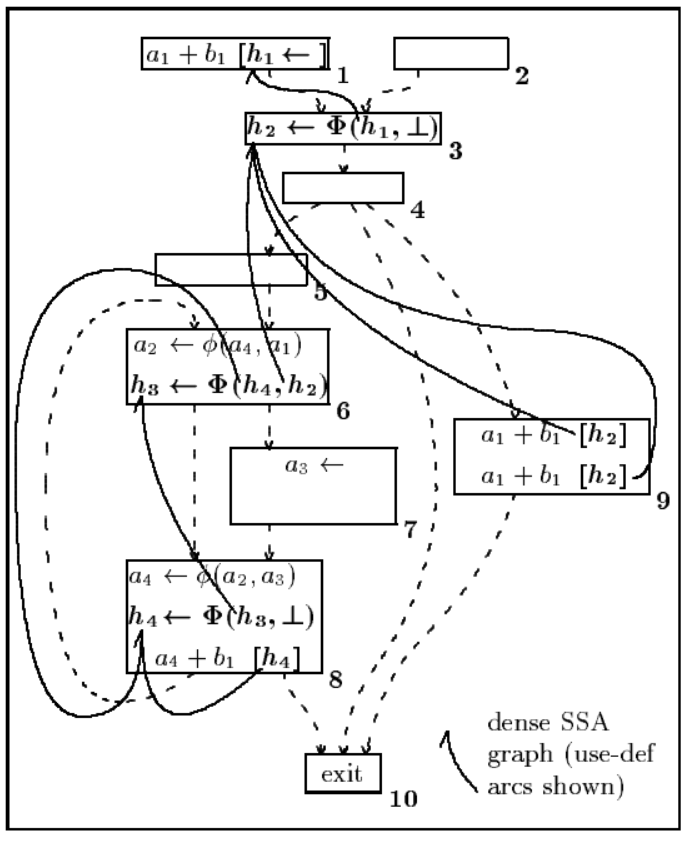 a₁ + b₁ [h₁ ← ]
1
2
h₂ ← Φ(h₁, ⊥)
3
4
5
a₂ ← ϕ(a₄, a₁)
h₃ ← Φ(h₄, h₂)
6
a₁ + b₁ [h₂]
a₁ + b₁ [h₂]
9
a₃ ←
7
a₄ ← ϕ(a₂, a₃)
h₄ ← Φ(h₃, ⊥)
a₄ + b₁ [h₄]
8
exit
10
dense SSA
graph (use-def
arcs shown)